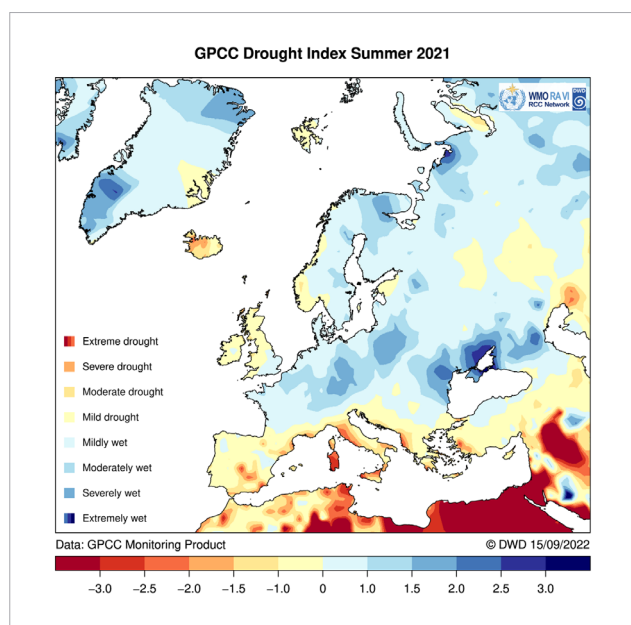 GPCC Drought Index Summer 2021
WMO RA VI
RCC Network
DWD
Extreme drought
Severe drought
Moderate drought
Mild drought
Mildly wet
Moderately wet
Severely wet
Extremely wet
Data: GPCC Monitoring Product
© DWD 15/09/2022
−3.0 −2.5 −2.0 −1.5 −1.0 0 1.0 1.5 2.0 2.5 3.0